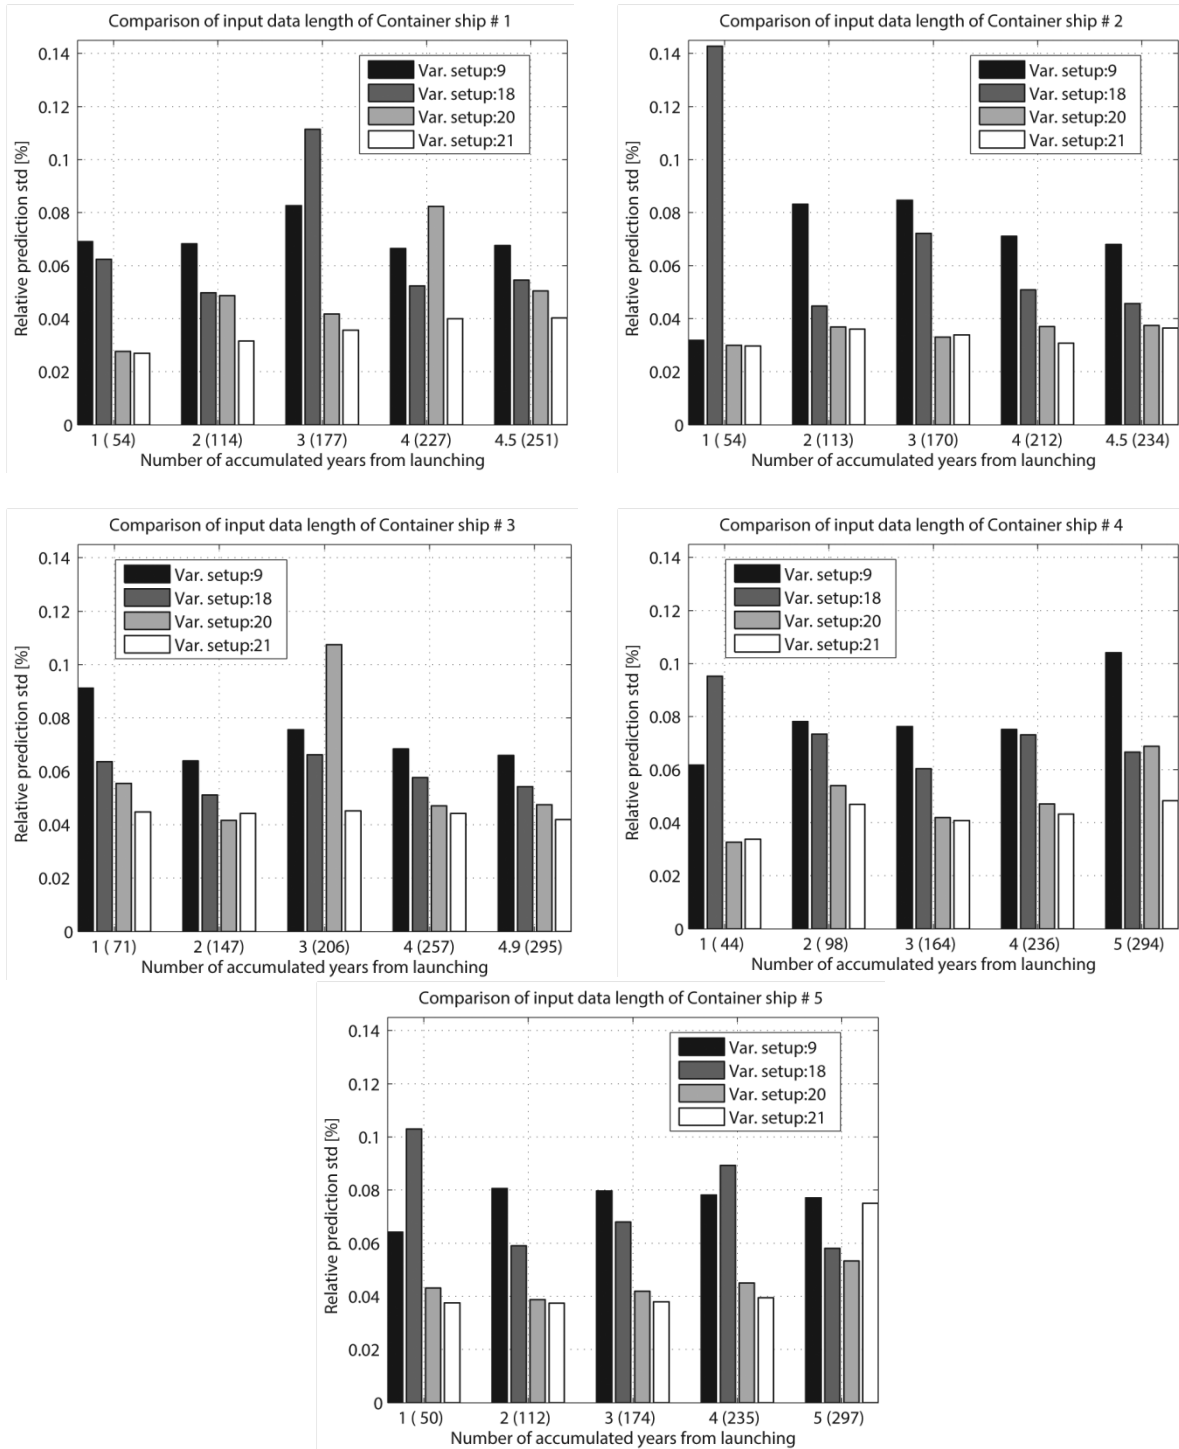 Comparison of input data length of Container ship # 1
0.14
0.12
0.1
0.08
0.06
0.04
0.02
0
Relative prediction std [%]
Var. setup:9
Var. setup:18
Var. setup:20
Var. setup:21
1 ( 54) 2 (114) 3 (177) 4 (227) 4.5 (251)
Number of accumulated years from launching
Comparison of input data length of Container ship # 2
0.14
0.12
0.1
0.08
0.06
0.04
0.02
0
Relative prediction std [%]
Var. setup:9
Var. setup:18
Var. setup:20
Var. setup:21
1 ( 54) 2 (113) 3 (170) 4 (212) 4.5 (234)
Number of accumulated years from launching
Comparison of input data length of Container ship # 3
0.14
0.12
0.1
0.08
0.06
0.04
0.02
0
Relative prediction std [%]
Var. setup:9
Var. setup:18
Var. setup:20
Var. setup:21
1 ( 71) 2 (147) 3 (206) 4 (257) 4.9 (295)
Number of accumulated years from launching
Comparison of input data length of Container ship # 4
0.14
0.12
0.1
0.08
0.06
0.04
0.02
0
Relative prediction std [%]
Var. setup:9
Var. setup:18
Var. setup:20
Var. setup:21
1 ( 44) 2 ( 98) 3 (164) 4 (236) 5 (294)
Number of accumulated years from launching
Comparison of input data length of Container ship # 5
0.14
0.12
0.1
0.08
0.06
0.04
0.02
0
Relative prediction std [%]
Var. setup:9
Var. setup:18
Var. setup:20
Var. setup:21
1 ( 50) 2 (112) 3 (174) 4 (235) 5 (297)
Number of accumulated years from launching